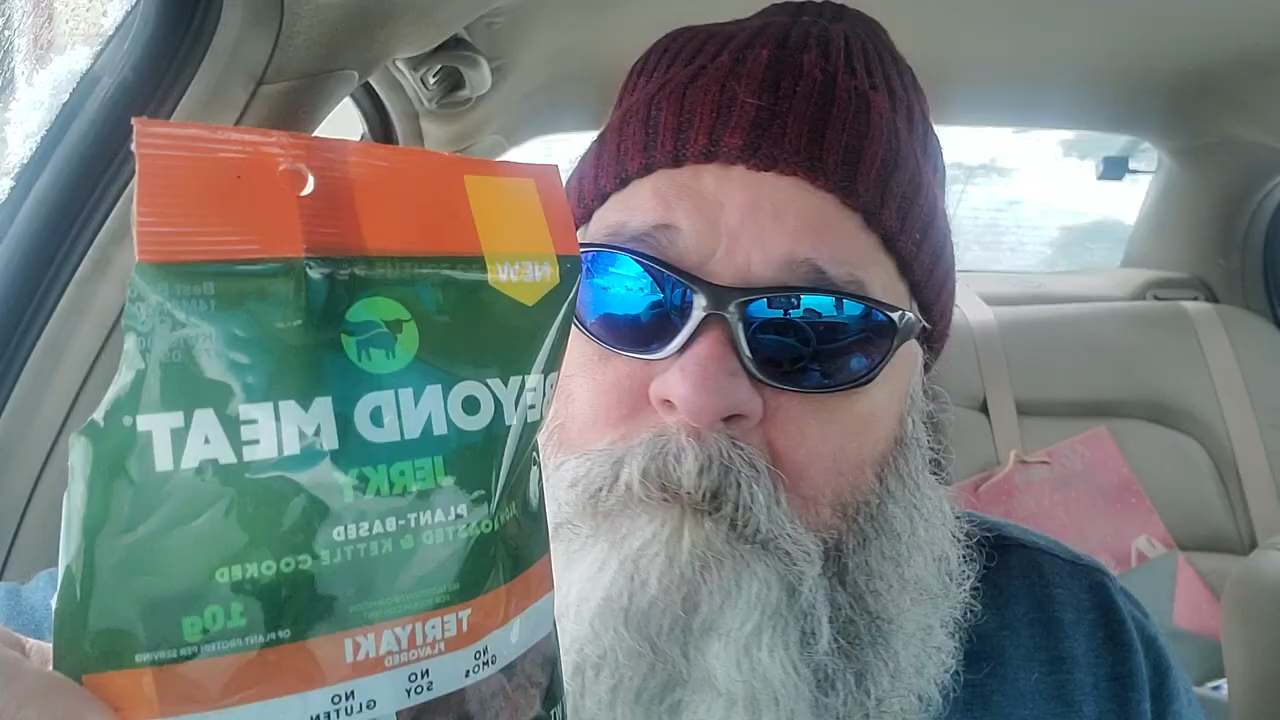 NEW
BEYOND MEAT®
JERKY
PLANT-BASED
ROASTED & KETTLE COOKED
10g
OF PLANT PROTEIN PER SERVING
TERIYAKI
FLAVORED
NO
GMOs
NO
SOY
NO
GLUTEN